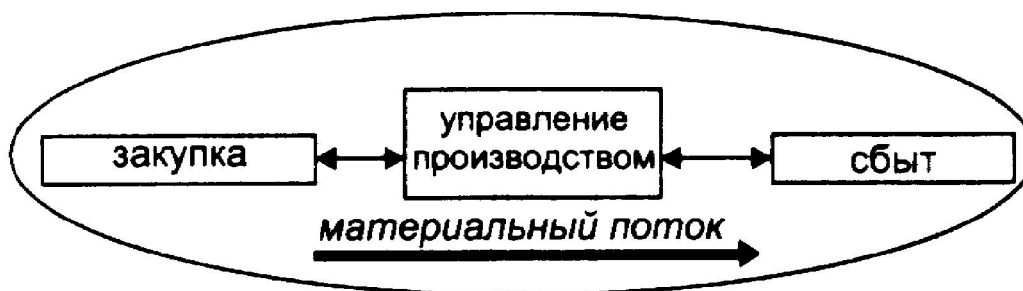 закупка
управление
производством
сбыт
материальный поток